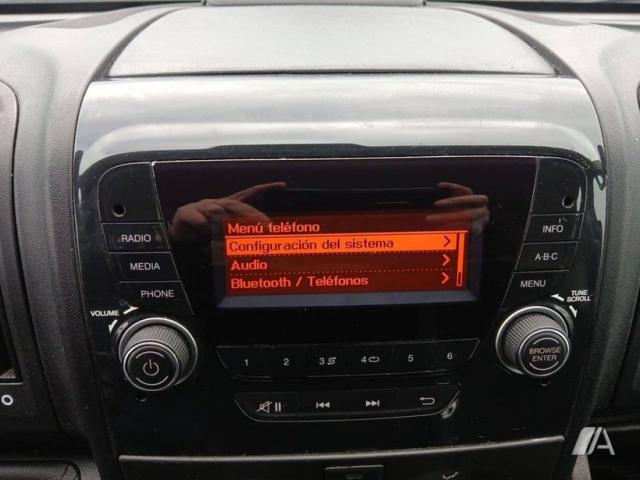 Menú teléfono
Configuración del sistema
Audio
Bluetooth / Teléfonos
RADIO
MEDIA
PHONE
VOLUME
INFO
A-B-C
MENU
TUNE
SCROLL
BROWSE
ENTER
1 2 3 4 5 6